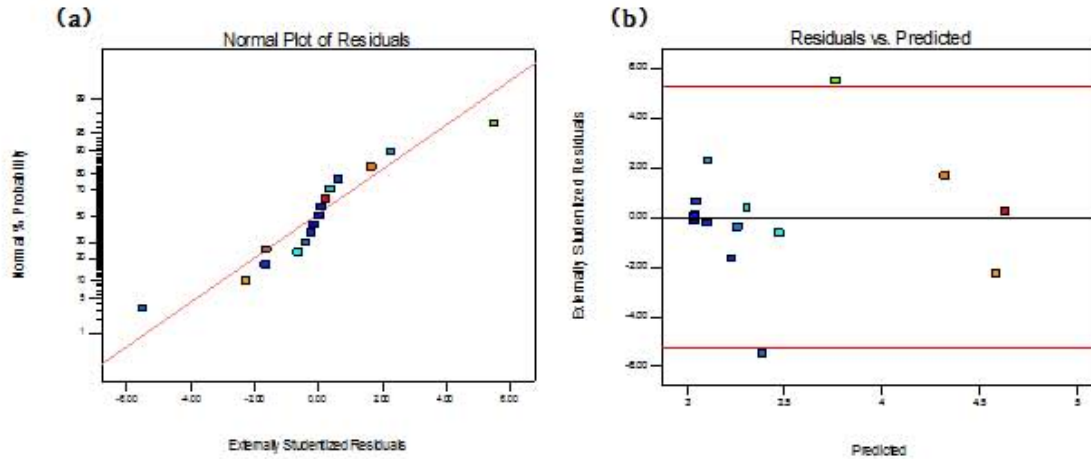 (a)
Normal Plot of Residuals
Normal % Probability
99
95
90
80
70
50
30
20
10
5
1
-6.00 -4.00 -2.00 0.00 2.00 4.00 6.00
Externally Studentized Residuals
(b)
Residuals vs. Predicted
Externally Studentized Residuals
6.00
4.00
2.00
0.00
-2.00
-4.00
-6.00
4 4.5 5
Predicted